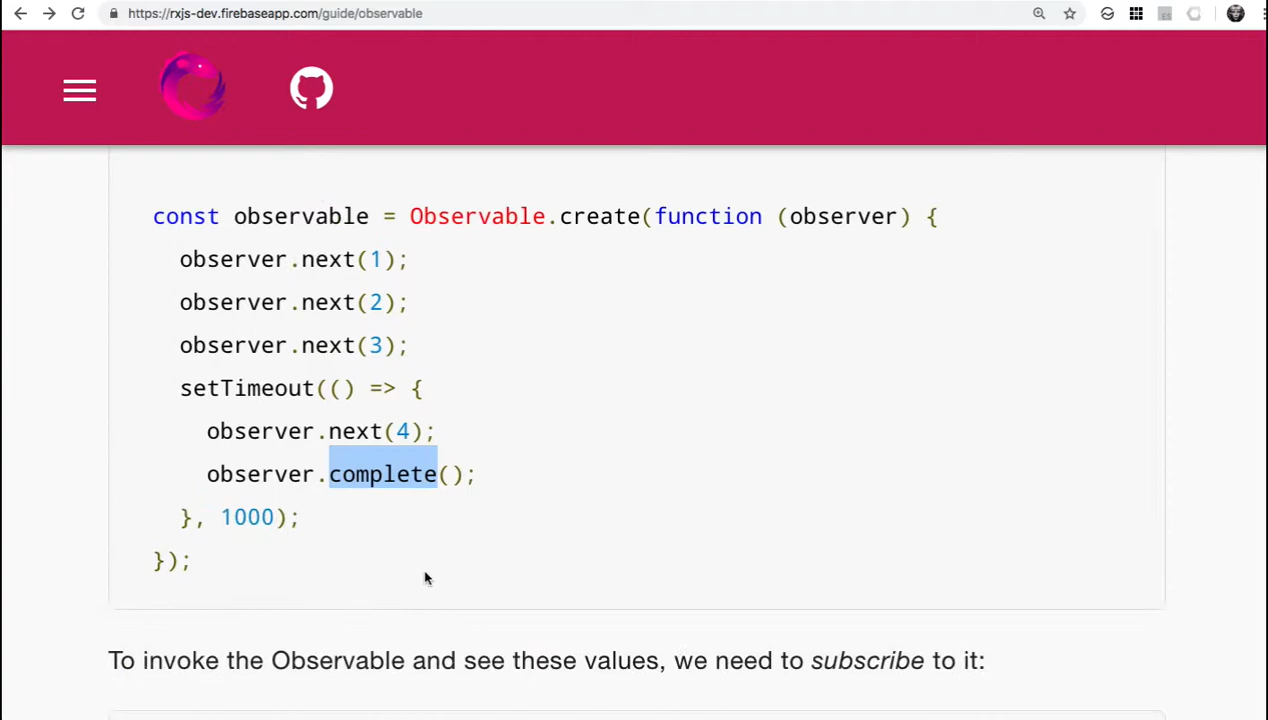 https://rxjs-dev.firebaseapp.com/guide/observable
const observable = Observable.create(function (observer) {
observer.next(1);
observer.next(2);
observer.next(3);
setTimeout(() => {
observer.next(4);
observer.complete();
}, 1000);
});
To invoke the Observable and see these values, we need to subscribe to it: